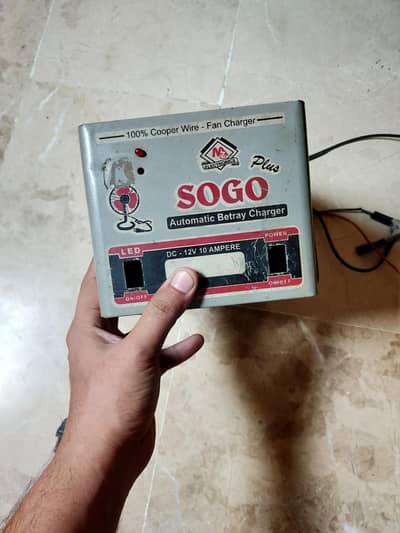 100% Cooper Wire - Fan Charger
Plus
SOGO
Automatic Betray Charger
LED
POWER
DC - 12V 10 AMPERE
ON/OFF